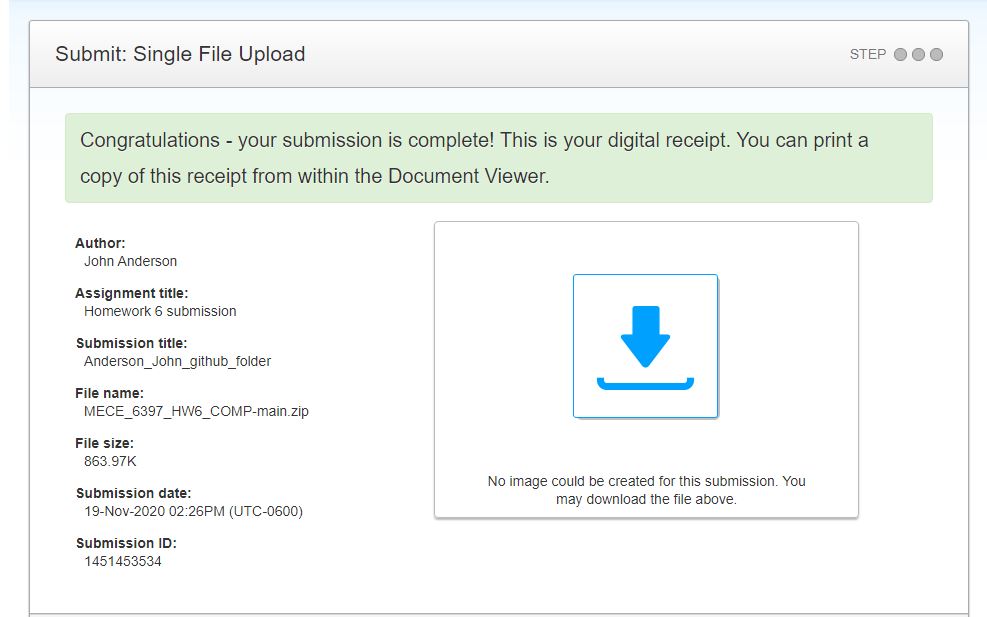 Submit: Single File Upload
STEP
Congratulations - your submission is complete! This is your digital receipt. You can print a
copy of this receipt from within the Document Viewer.
Author:
John Anderson
Assignment title:
Homework 6 submission
Submission title:
Anderson_John_github_folder
File name:
MECE_6397_HW6_COMP-main.zip
File size:
863.97K
Submission date:
19-Nov-2020 02:26PM (UTC-0600)
Submission ID:
1451453534
No image could be created for this submission. You
may download the file above.